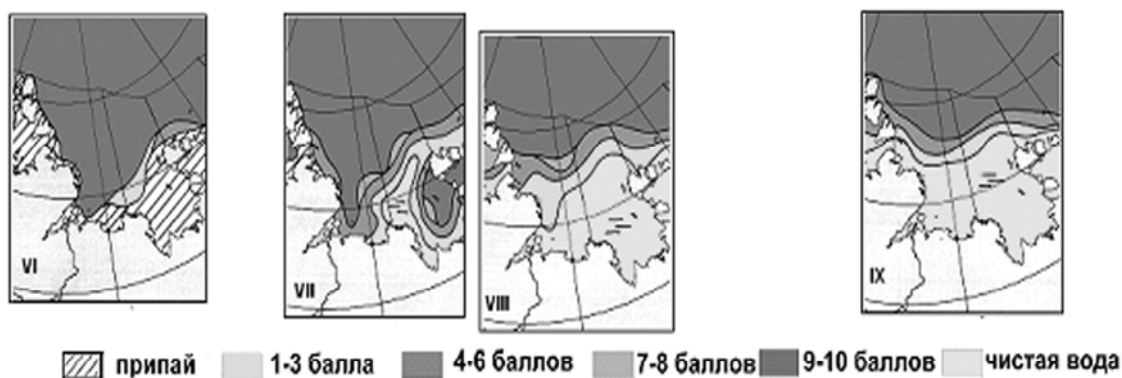 VI
VII
VIII
IX
припай
1-3 балла
4-6 баллов
7-8 баллов
9-10 баллов
чистая вода